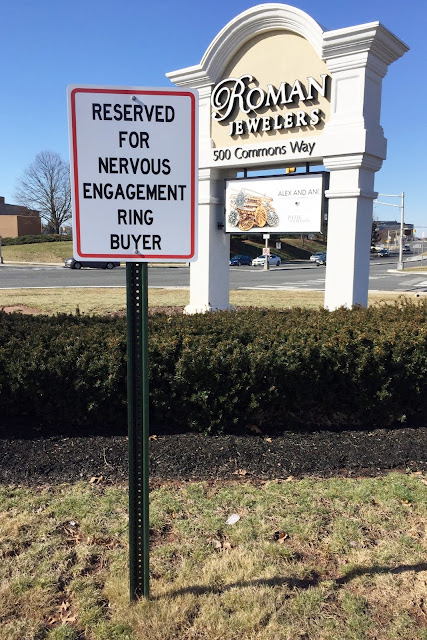 RESERVED
FOR
NERVOUS
ENGAGEMENT
RING
BUYER
ROMAN
JEWELERS
500 Commons Way
ALEX AND ANI